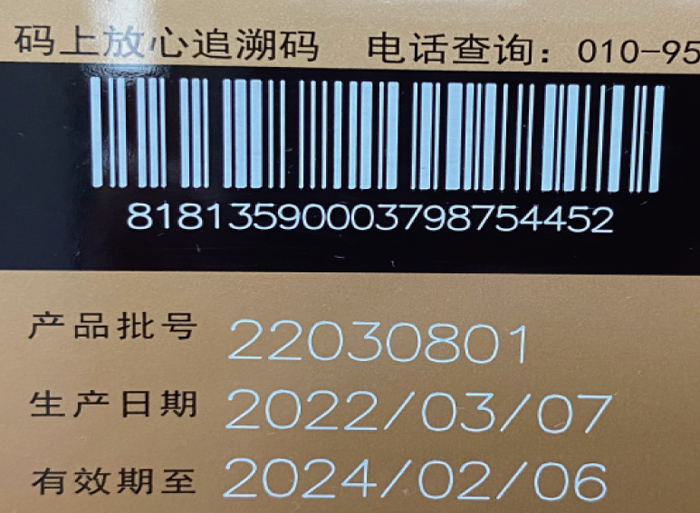 码上放心追溯码 电话查询：010-95
81813590003798754452
产品批号 22030801
生产日期 2022/03/07
有效期至 2024/02/06